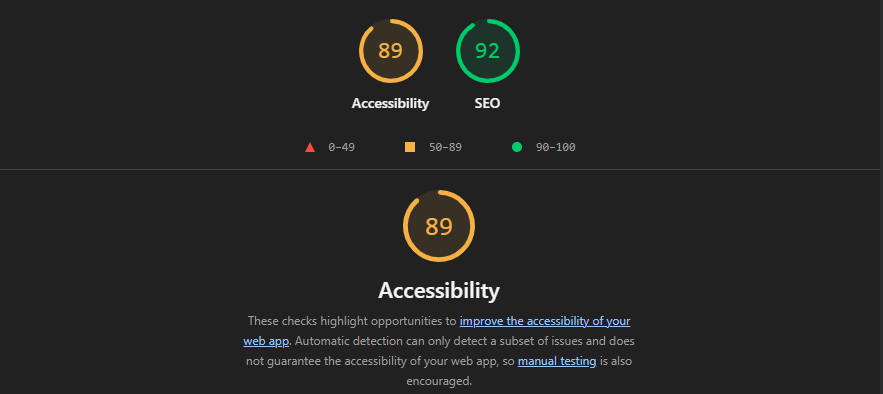 89
92
Accessibility
SEO
0–49
50–89
90–100
89
Accessibility
These checks highlight opportunities to improve the accessibility of your
web app. Automatic detection can only detect a subset of issues and does
not guarantee the accessibility of your web app, so manual testing is also
encouraged.